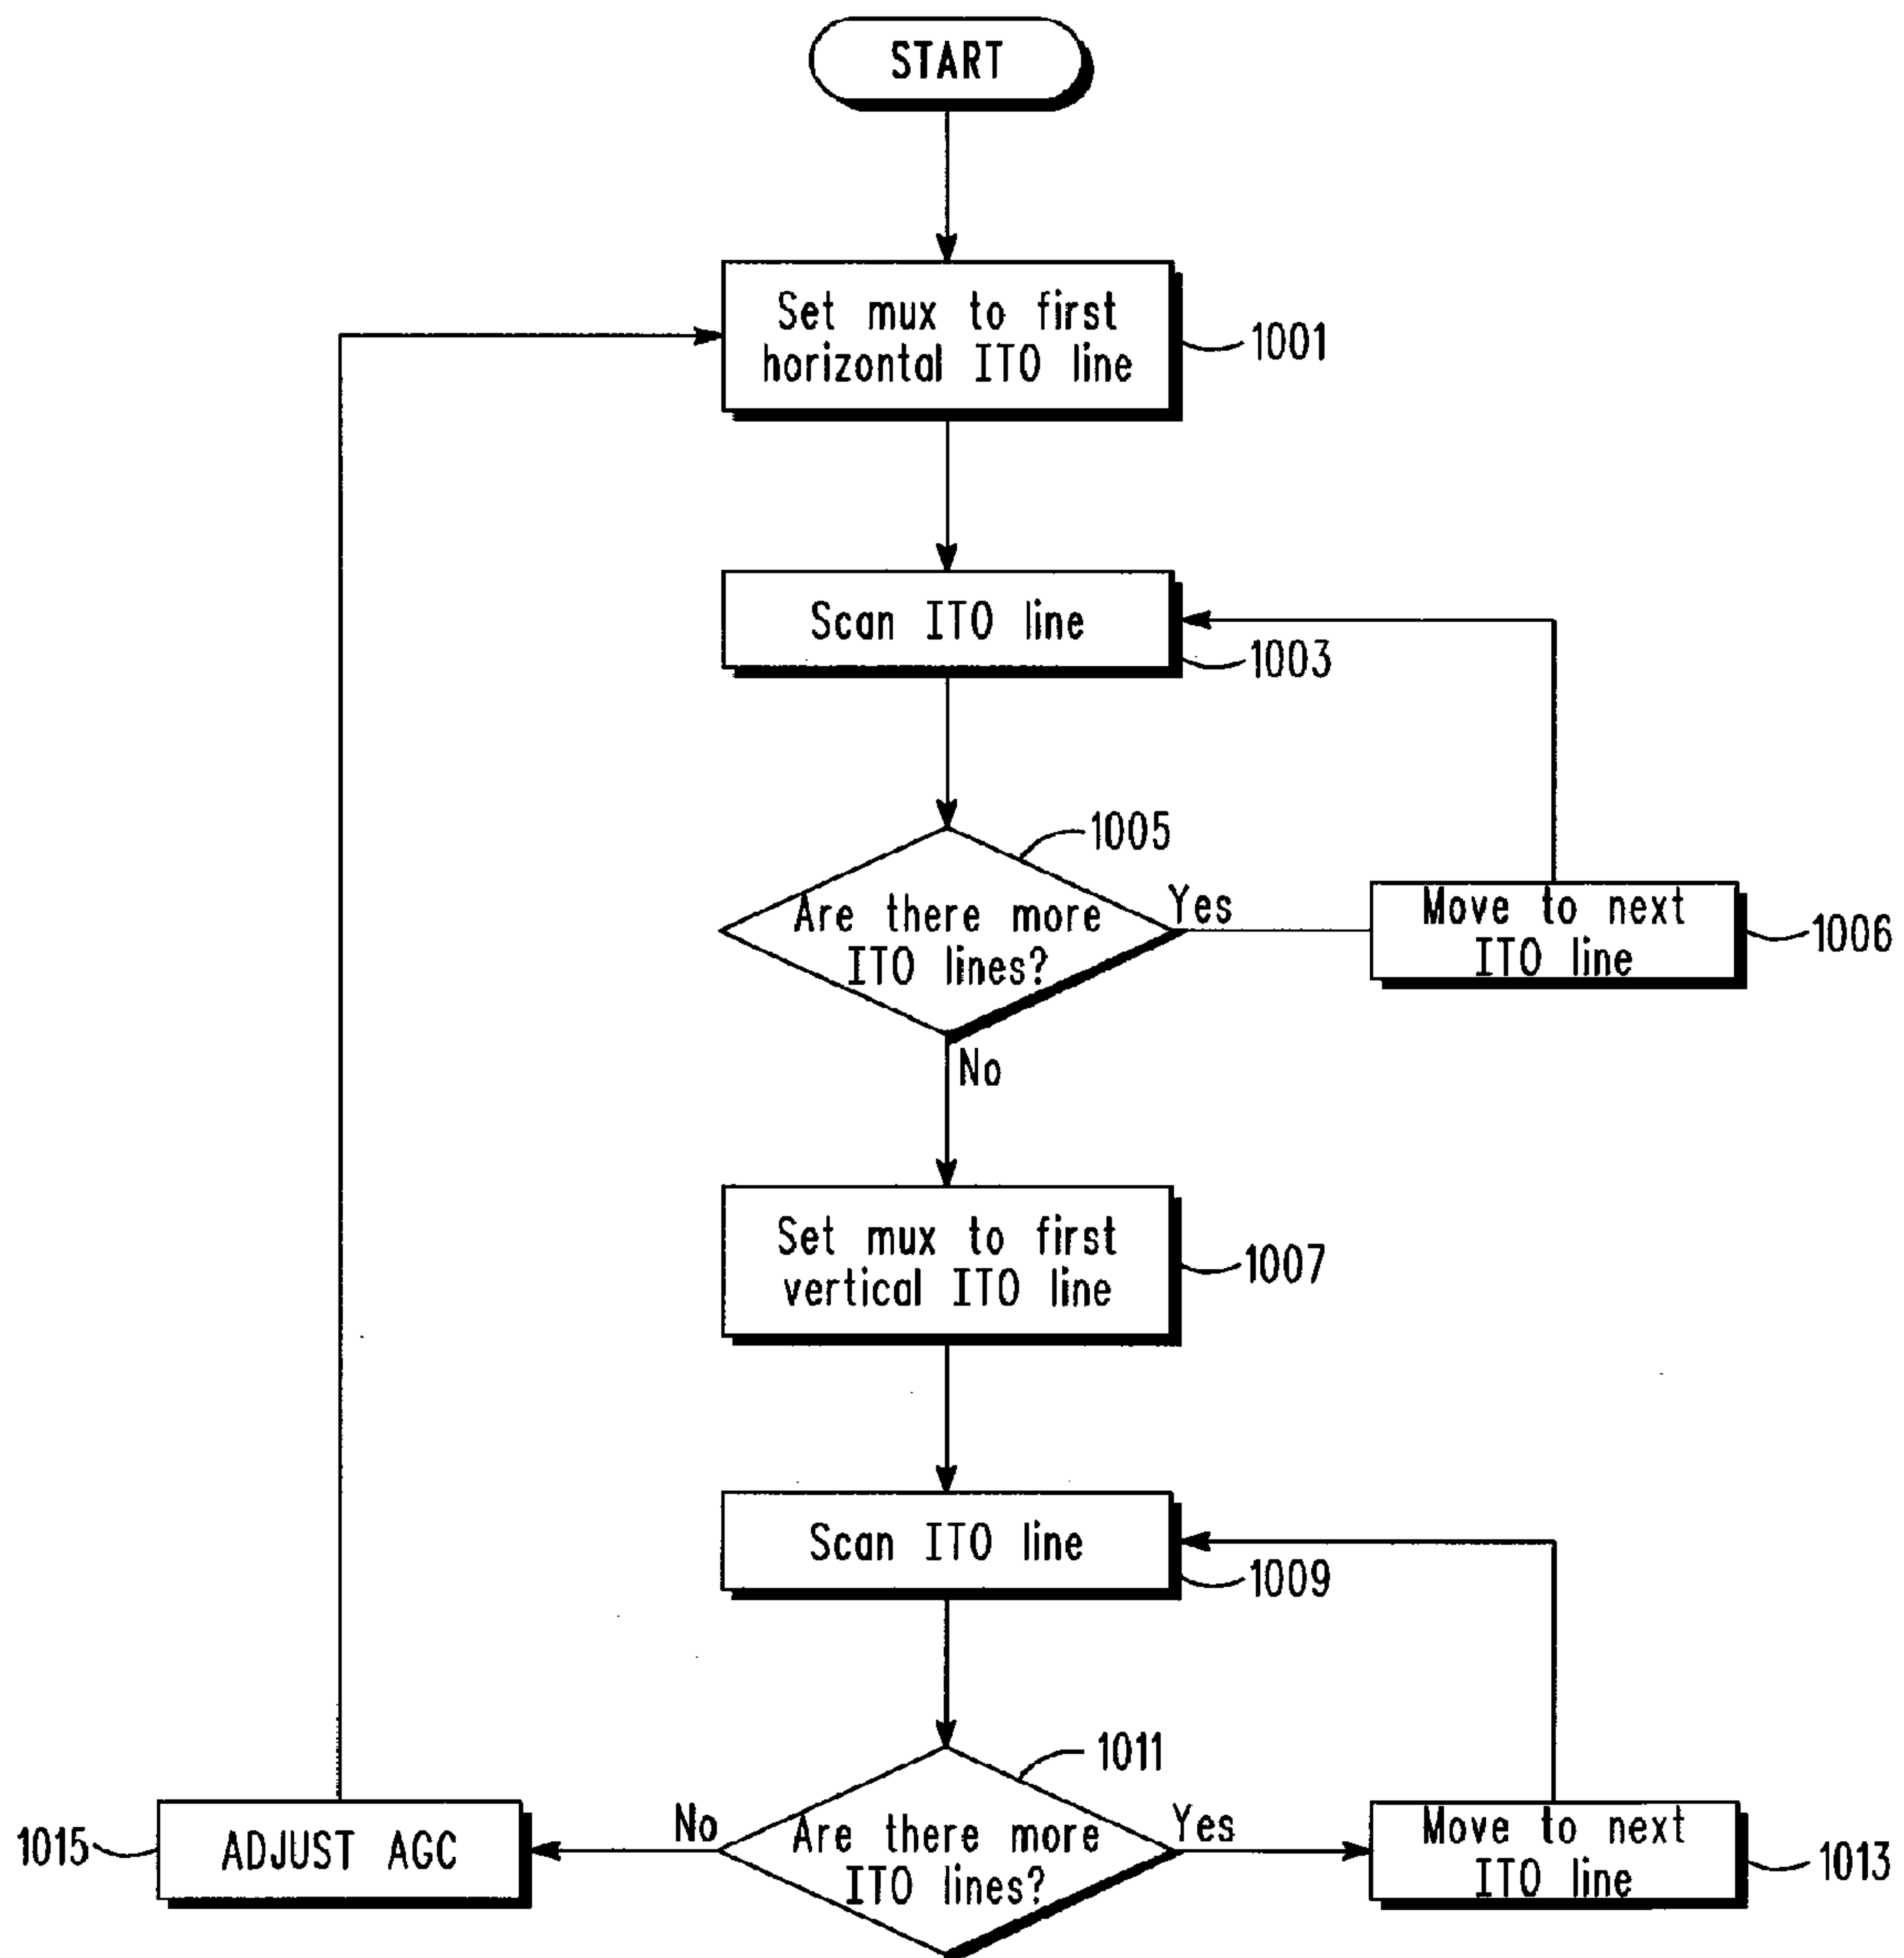 START
Set mux to first
horizontal ITO line
1001
Scan ITO line
1003
1005
Are there more
ITO lines?
Yes
Move to next
ITO line
1006
No
Set mux to first
vertical ITO line
1007
Scan ITO line
1009
1011
Are there more
ITO lines?
Yes
Move to next
ITO line
1013
No
ADJUST AGC
1015